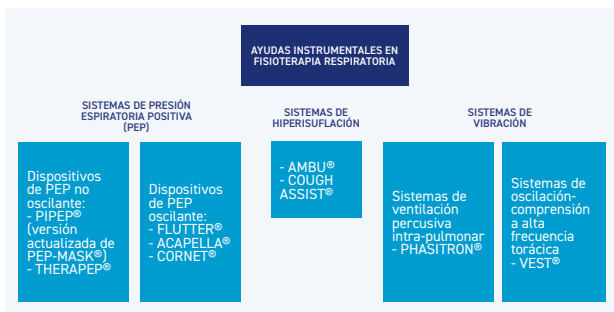 AYUDAS INSTRUMENTALES EN
FISIOTERAPIA RESPIRATORIA
SISTEMAS DE PRESIÓN
ESPIRATORIA POSITIVA
(PEP)
Dispositivos
de PEP no
oscilante:
- PIPEP®
(versión
actualizada de
PEP-MASK®)
- THERAPEP®
Dispositivos
de PEP
oscilante:
- FLUTTER®
- ACAPELLA®
- CORNET®
SISTEMAS DE
HIPERISUFLACIÓN
- AMBU®
- COUGH
ASSIST®
SISTEMAS DE
VIBRACIÓN
Sistemas de
ventilación
percusiva
intra-pulmonar
- PHASITRON®
Sistemas de
oscilación-
comprensión
a alta
frecuencia
torácica
- VEST®